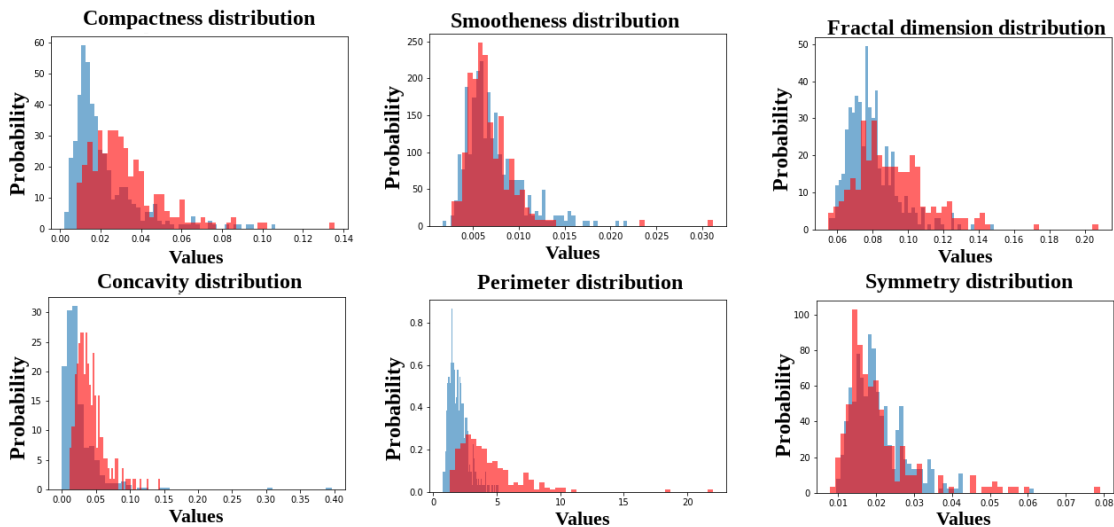 Compactness distribution
Smootheness distribution
Fractal dimension distribution
Probability
60
50
40
30
20
10
0
0.00 0.02 0.04 0.06 0.08 0.10 0.12 0.14
Values
Probability
250
200
150
100
50
0
0.005 0.010 0.015 0.020 0.025 0.030
Values
Probability
50
40
30
20
10
0
0.06 0.08 0.10 0.12 0.14 0.16 0.18 0.20
Values
Concavity distribution
Perimeter distribution
Symmetry distribution
Probability
30
25
20
15
10
5
0
0.00 0.05 0.10 0.15 0.20 0.25 0.30 0.35 0.40
Values
Probability
0.8
0.6
0.4
0.2
0.0
0 5 10 15 20
Values
Probability
100
80
60
40
20
0
0.01 0.02 0.03 0.04 0.05 0.06 0.07 0.08
Values